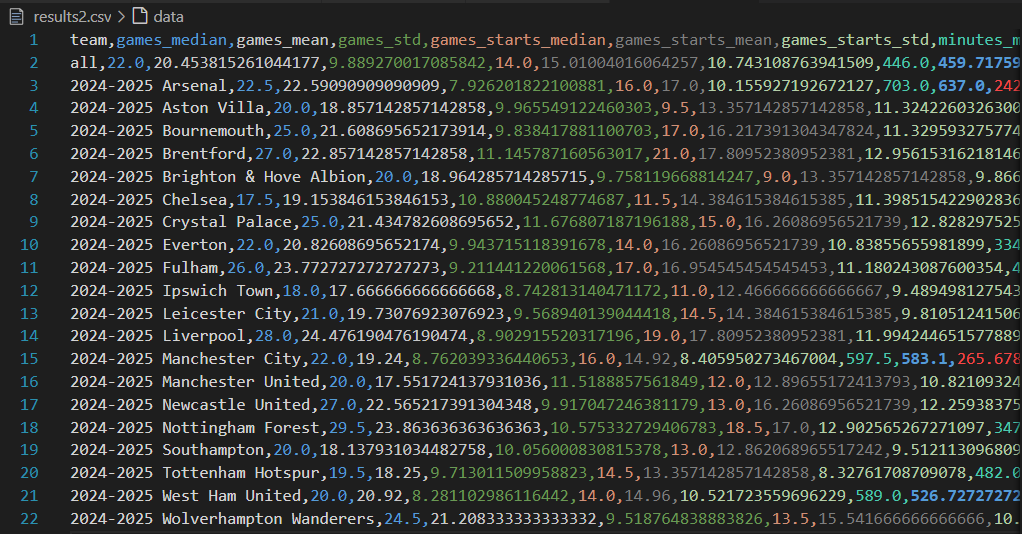 results2.csv > data
1 team,games_median,games_mean,games_std,games_starts_median,games_starts_mean,games_starts_std,minutes_m
2 all,22.0,20.453815261044177,9.889270017085842,14.0,15.01004016064257,10.743108763941509,446.0,459.71759
3 2024-2025 Arsenal,22.5,22.59090909090909,7.926201822100881,16.0,17.0,10.155927192672127,703.0,637.0,242
4 2024-2025 Aston Villa,20.0,18.857142857142858,9.965549122460303,9.5,13.357142857142858,11.3242260326300
5 2024-2025 Bournemouth,25.0,21.608695652173914,9.838417881100703,17.0,16.217391304347824,11.329593275774
6 2024-2025 Brentford,27.0,22.857142857142858,11.145787160563017,21.0,17.80952380952381,12.95615316218146
7 2024-2025 Brighton & Hove Albion,20.0,18.964285714285715,9.758119668814247,9.0,13.357142857142858,9.866
8 2024-2025 Chelsea,17.5,19.153846153846153,10.880045248774687,11.5,14.384615384615385,11.398515422902836
9 2024-2025 Crystal Palace,25.0,21.434782608695652,11.676807187196188,15.0,16.26086956521739,12.828297525
10 2024-2025 Everton,22.0,20.82608695652174,9.943715118391678,14.0,16.26086956521739,10.83855655981899,334
11 2024-2025 Fulham,26.0,23.772727272727273,9.211441220061568,17.0,16.954545454545453,11.180243087600354,4
12 2024-2025 Ipswich Town,18.0,17.666666666666668,8.742813140471172,11.0,12.466666666666667,9.489498127543
13 2024-2025 Leicester City,21.0,19.73076923076923,9.568940139044418,14.5,14.384615384615385,9.81051241506
14 2024-2025 Liverpool,28.0,24.476190476190474,8.902915520317196,19.0,17.80952380952381,11.994244651577889
15 2024-2025 Manchester City,22.0,19.24,8.762039336440653,16.0,14.92,8.405950273467004,597.5,583.1,265.678
16 2024-2025 Manchester United,20.0,17.551724137931036,11.5188857561849,12.0,12.89655172413793,10.82109324
17 2024-2025 Newcastle United,27.0,22.565217391304348,9.917047246381179,13.0,16.26086956521739,12.25938375
18 2024-2025 Nottingham Forest,29.5,23.863636363636363,10.575332729406783,18.5,17.0,12.902565267271097,347
19 2024-2025 Southampton,20.0,18.137931034482758,10.056000830815378,13.0,12.862068965517242,9.512113096809
20 2024-2025 Tottenham Hotspur,19.5,18.25,9.713011509958823,14.5,13.357142857142858,8.32761708709078,482.0
21 2024-2025 West Ham United,20.0,20.92,8.281102986116442,14.0,14.96,10.521723559696229,589.0,526.72727272
22 2024-2025 Wolverhampton Wanderers,24.5,21.208333333333332,9.518764838883826,13.5,15.541666666666666,10.